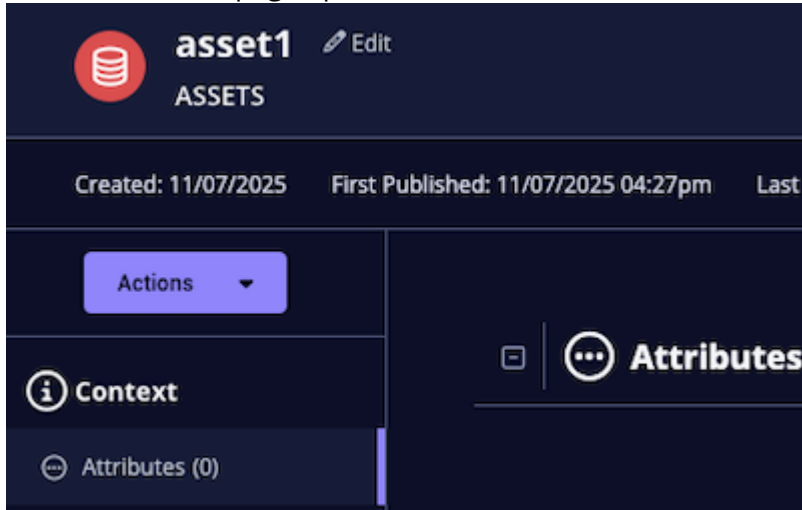 asset1 Edit
ASSETS
Created: 11/07/2025 First Published: 11/07/2025 04:27pm Last
Actions
Attributes
Context
Attributes (0)